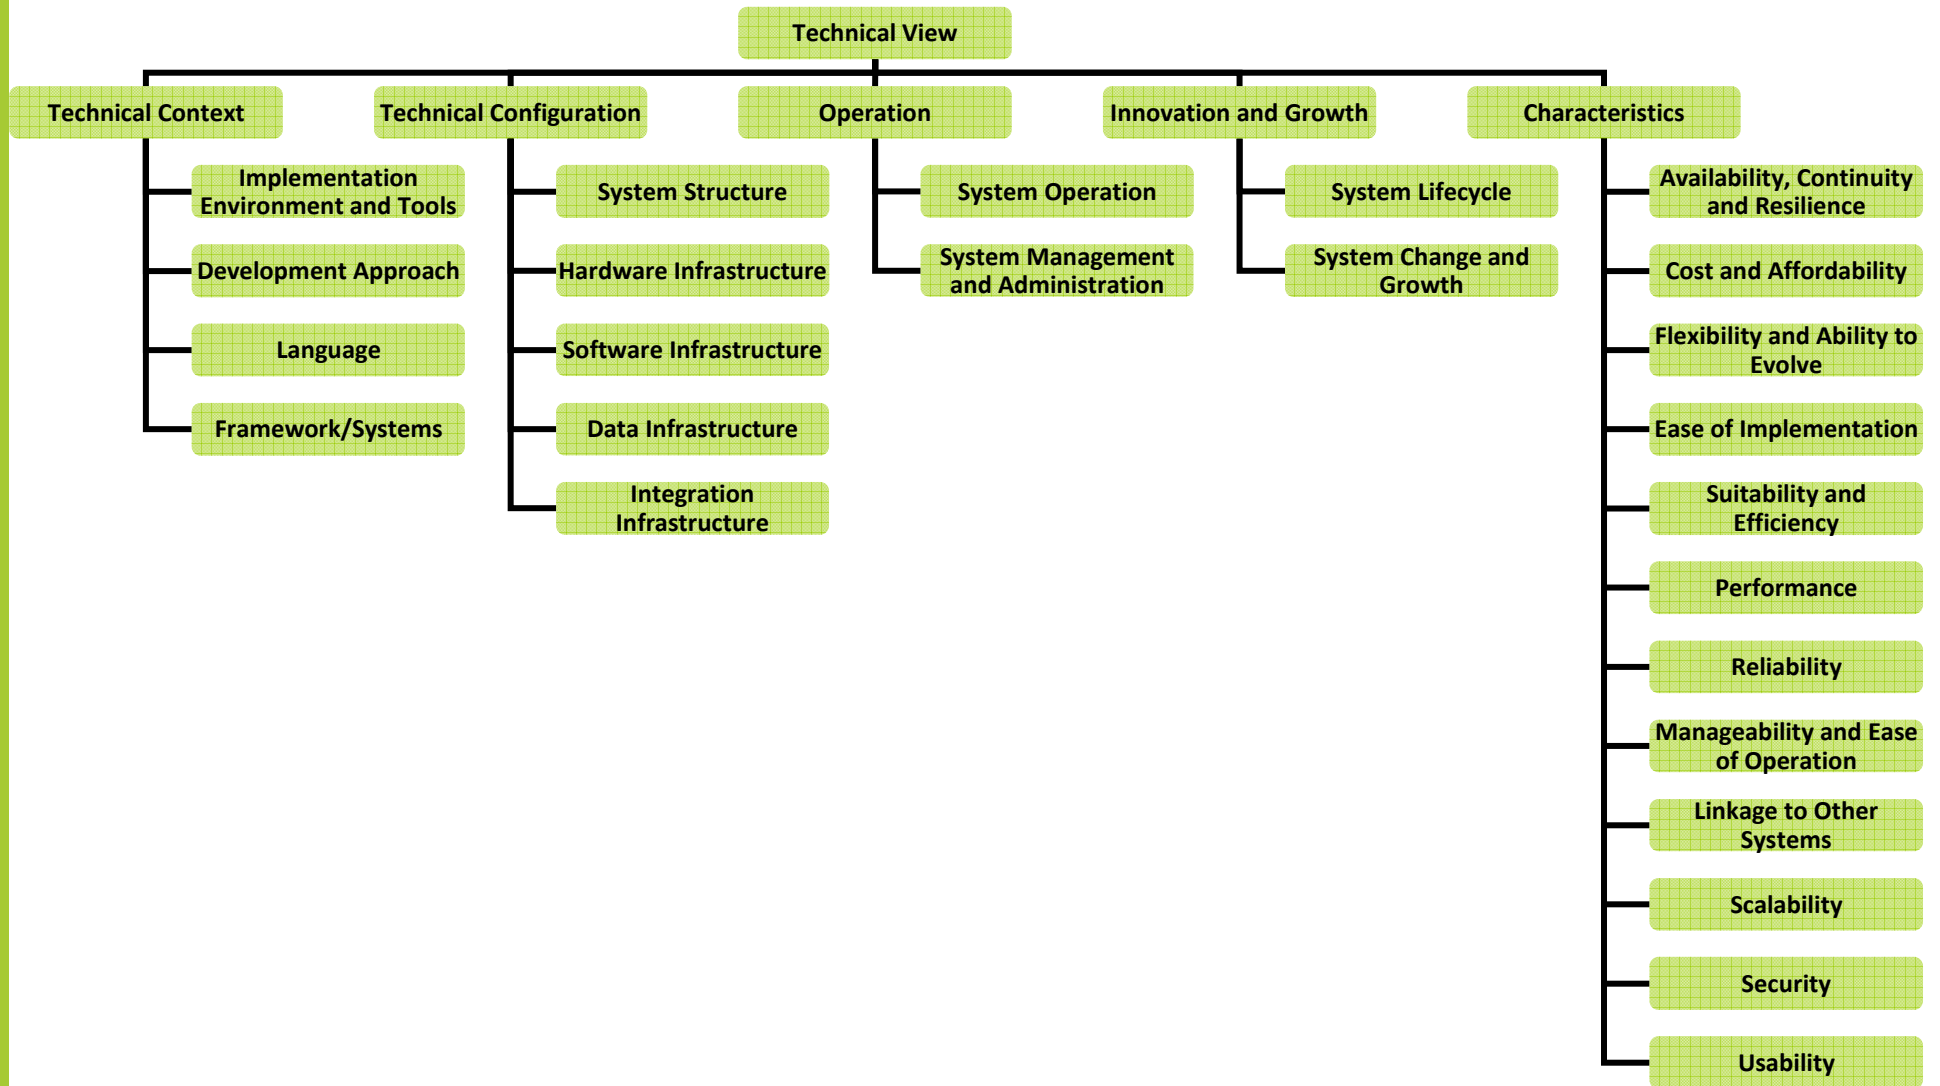 Technical View
Technical Context
Technical Configuration
Operation
Innovation and Growth
Characteristics
Implementation
Environment and Tools
Development Approach
Language
Framework/Systems
System Structure
Hardware Infrastructure
Software Infrastructure
Data Infrastructure
Integration
Infrastructure
System Operation
System Management
and Administration
System Lifecycle
System Change and
Growth
Availability, Continuity
and Resilience
Cost and Affordability
Flexibility and Ability to
Evolve
Ease of Implementation
Suitability and
Efficiency
Performance
Reliability
Manageability and Ease
of Operation
Linkage to Other
Systems
Scalability
Security
Usability